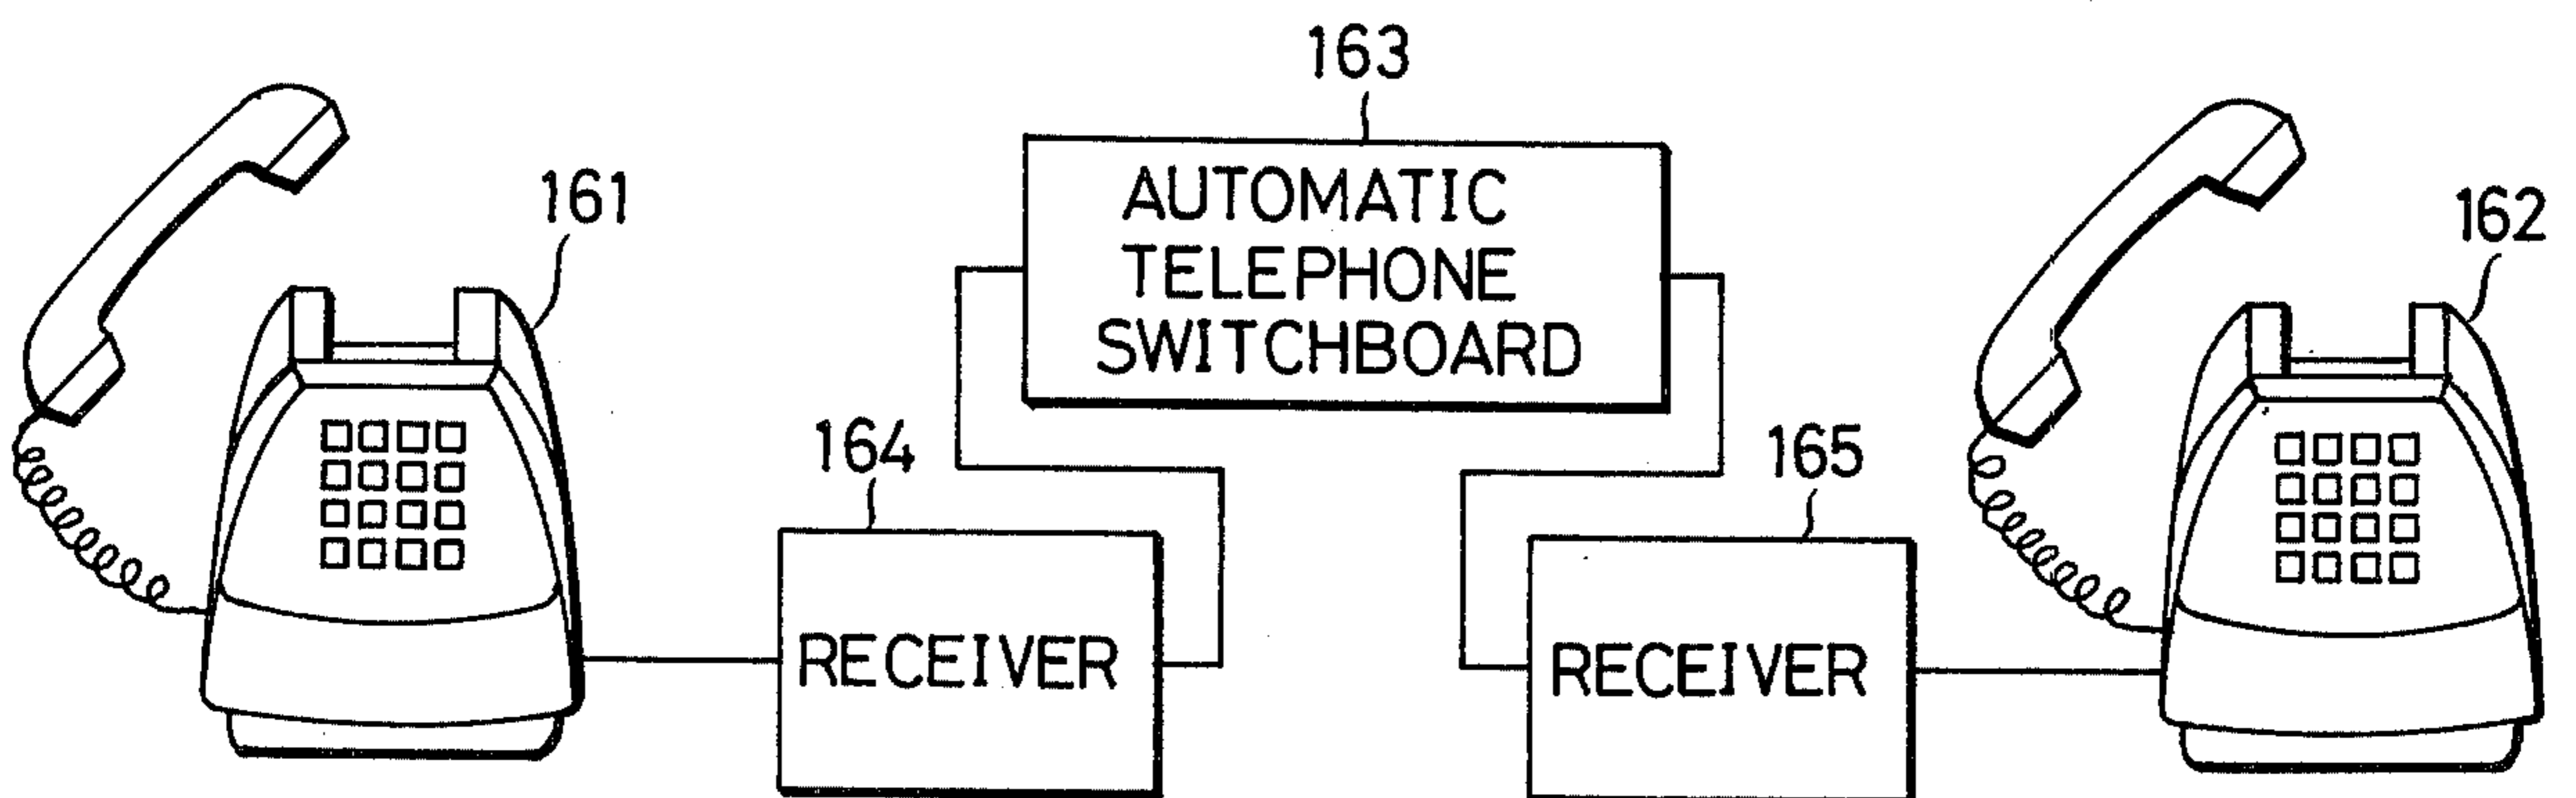 163
161
162
AUTOMATIC
TELEPHONE
SWITCHBOARD
164
165
RECEIVER
RECEIVER